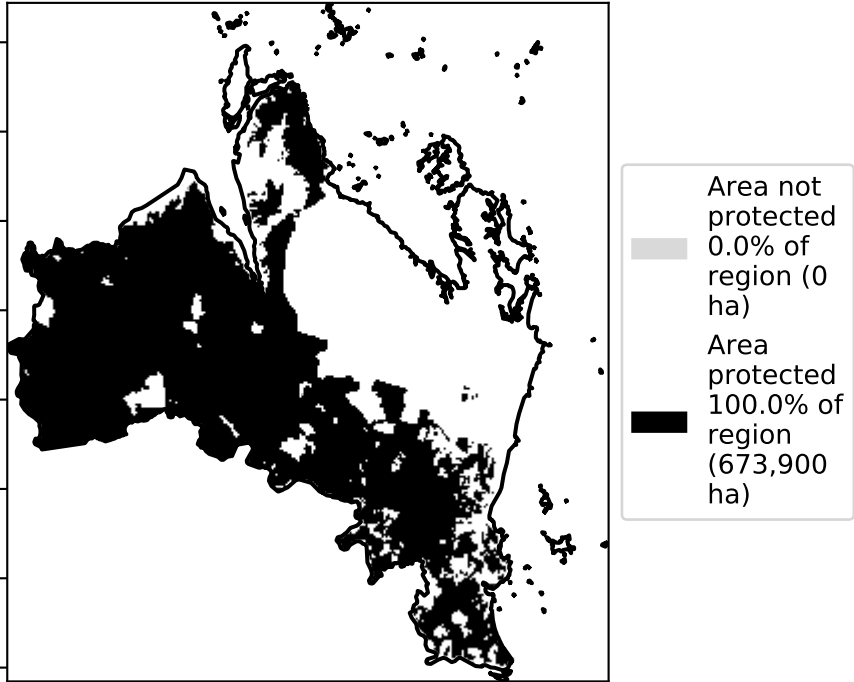 Area not
protected
0.0% of
region (0
ha)
Area
protected
100.0% of
region
(673,900
ha)